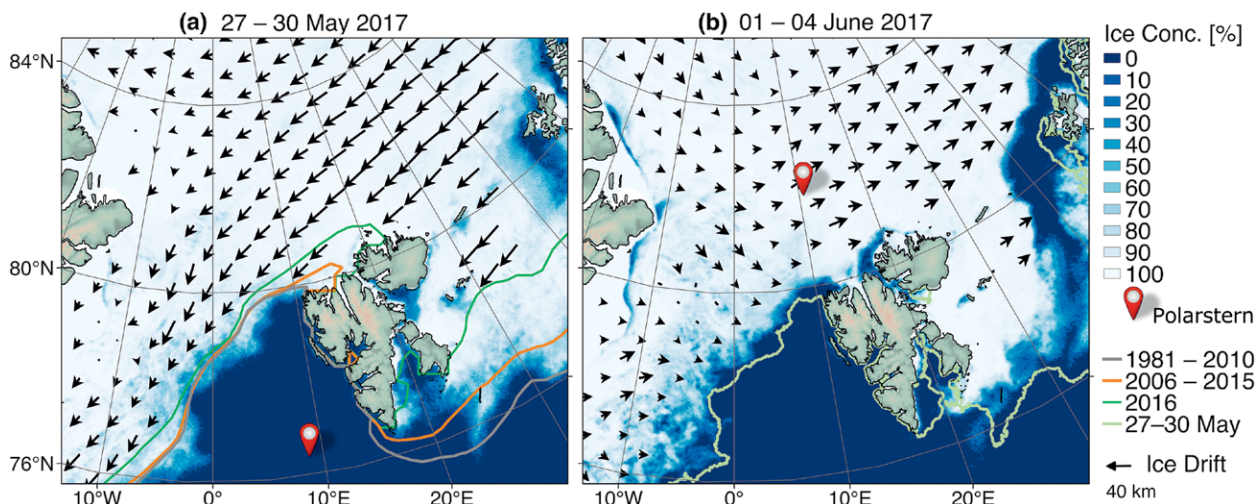 (a) 27 – 30 May 2017
(b) 01 – 04 June 2017
84°N
80°N
76°N
10°W
0°
10°E
20°E
10°W
0°
10°E
20°E
Ice Conc. [%]
0
10
20
30
40
50
60
70
80
90
100
Polarstern
1981 – 2010
2006 – 2015
2016
27–30 May
Ice Drift
40 km